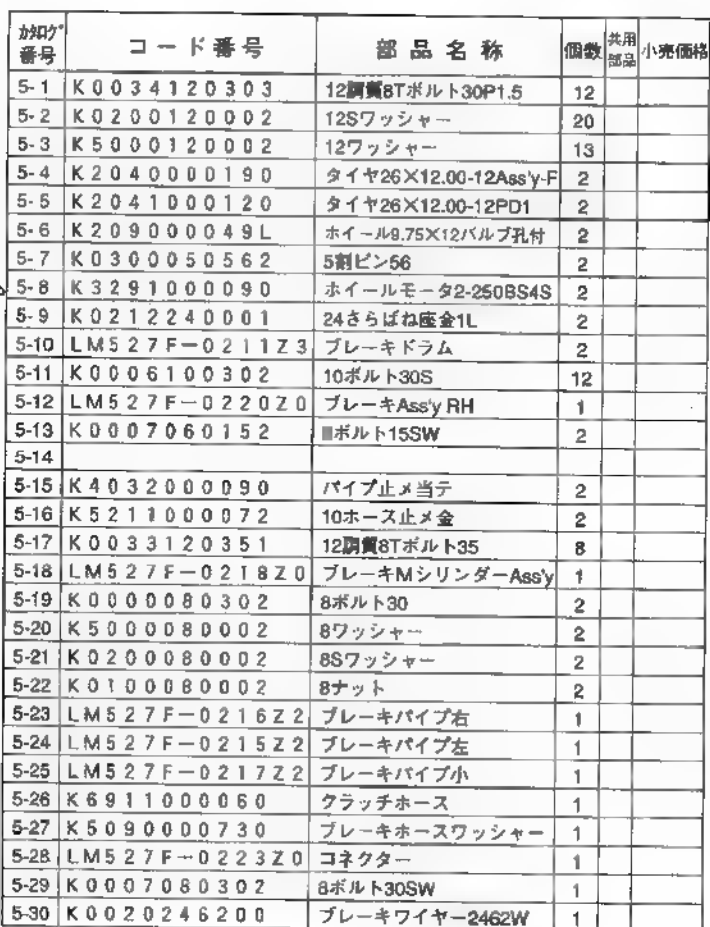 カタログ番号 コード番号 部品名称 個数 共用部品 小売価格
5-1 K0034120303 12調質8Tボルト30P1.5 12
5-2 K0200120002 12Sワッシャー 20
5-3 K5000120002 12ワッシャー 13
5-4 K2040000190 タイヤ26×12.00-12Ass'y-F 2
5-5 K2041000120 タイヤ26×12.00-12PD1 2
5-6 K209000049L ホイール9.75×12バルブ孔付 2
5-7 K0300050562 5割ピン56 2
5-8 K3291000090 ホイールモータ2-250BS4S 2
5-9 K0212240001 24さらばね座金1L 2
5-10 LM527F-0211Z3 ブレーキドラム 2
5-11 K0006100302 10ボルト30S 12
5-12 LM527F-0220Z0 ブレーキAss'y RH 1
5-13 K0007060152 ボルト15SW 2
5-14
5-15 K4032000090 パイプ止メ当テ 2
5-16 K5211000072 10ホース止メ金 2
5-17 K0033120351 12調質8Tボルト35 8
5-18 LM527F-0218Z0 ブレーキMシリンダーAss'y 1
5-19 K0000080302 8ボルト30 2
5-20 K5000080002 8ワッシャー 2
5-21 K0200080002 8Sワッシャー 2
5-22 K0100080002 8ナット 2
5-23 LM527F-0216Z2 ブレーキパイプ右 1
5-24 LM527F-0215Z2 ブレーキパイプ左 1
5-25 LM527F-0217Z2 ブレーキパイプ小 1
5-26 K6911000060 クラッチホース 1
5-27 K5090000730 ブレーキホースワッシャー 1
5-28 LM527F-0223Z0 コネクター 1
5-29 K0007080302 8ボルト30SW 1
5-30 K0020246200 ブレーキワイヤー2462W 1